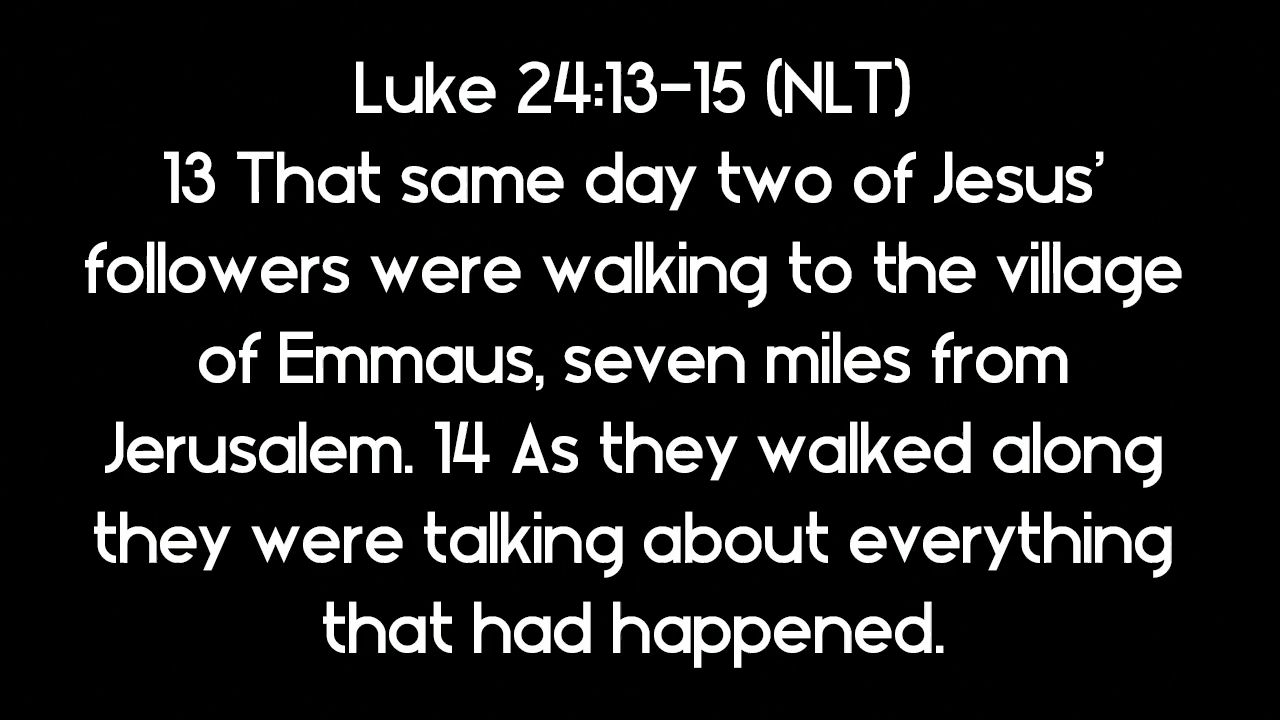 Luke 24:13-15 (NLT)
13 That same day two of Jesus’
followers were walking to the village
of Emmaus, seven miles from
Jerusalem. 14 As they walked along
they were talking about everything
that had happened.